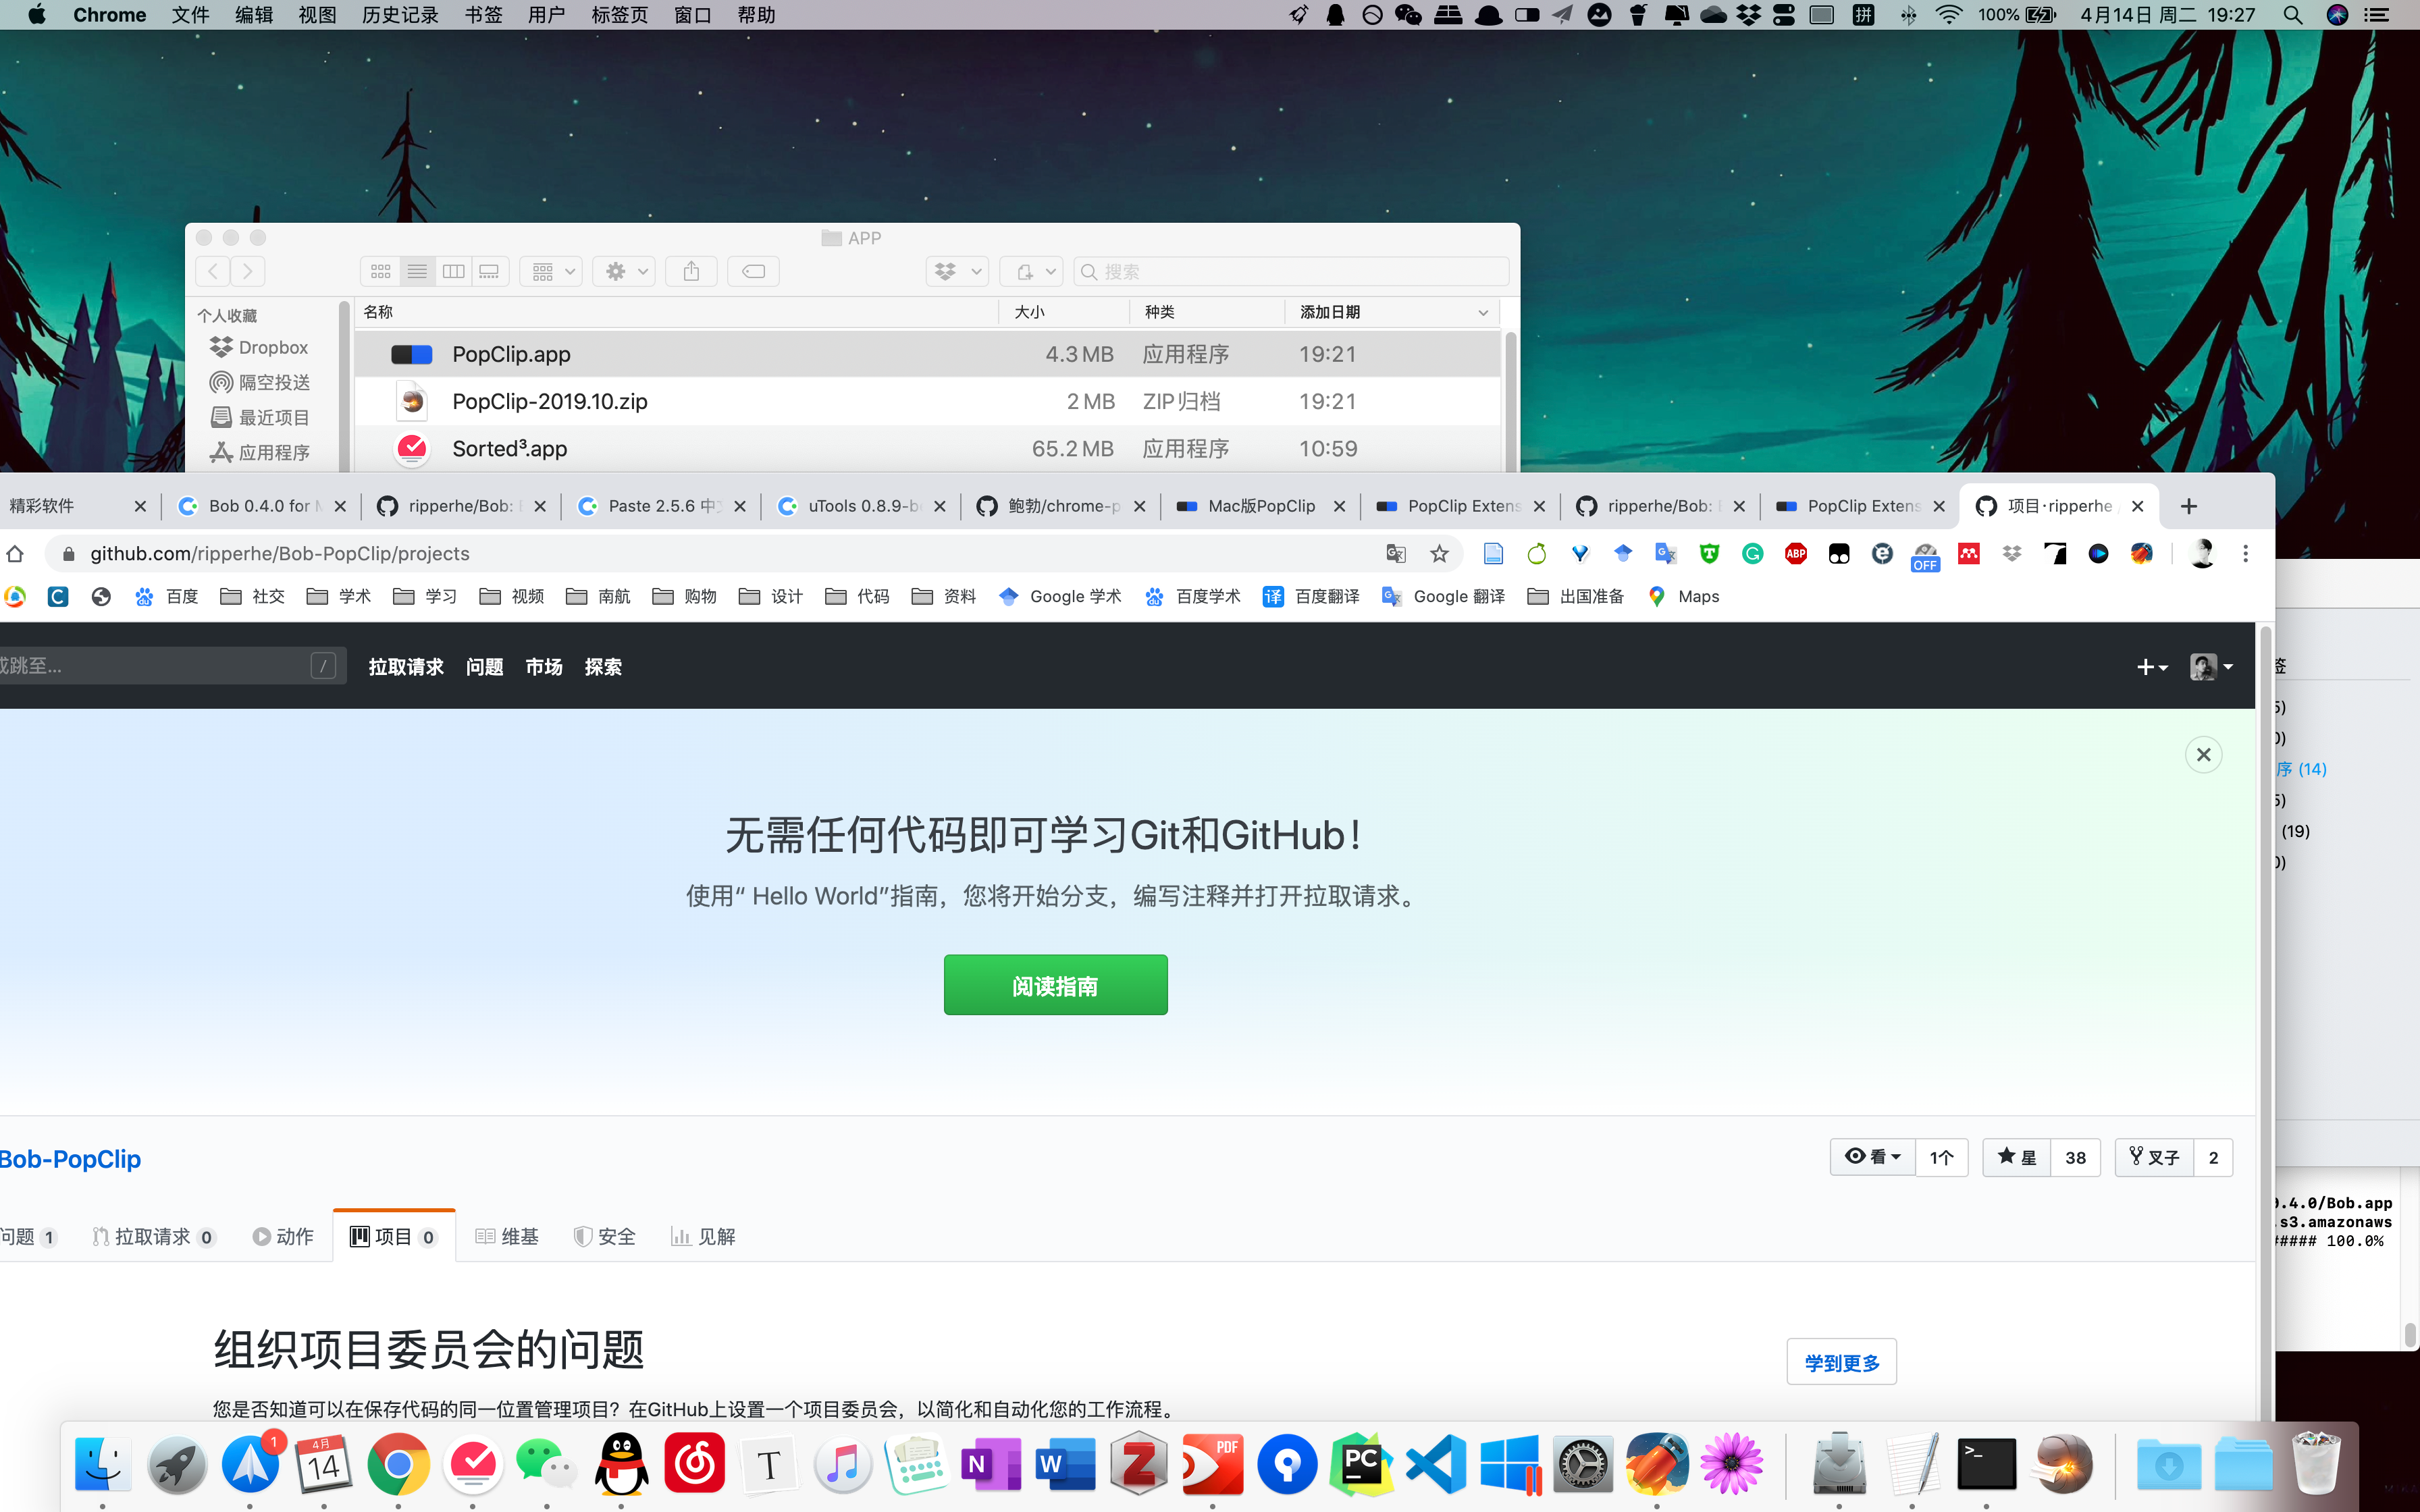 Chrome 文件 编辑 视图 历史记录 书签 用户 标签页 窗口 帮助
拼 100% 4月14日 周二 19:27
APP
搜索
个人收藏
Dropbox
隔空投送
最近项目
应用程序
名称 大小 种类 添加日期
PopClip.app 4.3 MB 应用程序 19:21
PopClip-2019.10.zip 2 MB ZIP归档 19:21
Sorted³.app 65.2 MB 应用程序 10:59
精彩软件
Bob 0.4.0 for
ripperhe/Bob:
Paste 2.5.6 中
uTools 0.8.9-b
鲍勃/chrome-p
Mac版PopClip
PopClip Extens
ripperhe/Bob:
PopClip Extens
项目·ripperhe
github.com/ripperhe/Bob-PopClip/projects
ABP
OFF
百度 社交 学术 学习 视频 南航 购物 设计 代码 资料 Google 学术 百度学术 译 百度翻译 Google 翻译 出国准备 Maps
或跳至... / 拉取请求 问题 市场 探索
无需任何代码即可学习Git和GitHub！
使用“ Hello World”指南，您将开始分支，编写注释并打开拉取请求。
阅读指南
Bob-PopClip
看 1个 星 38 叉子 2
问题 1 拉取请求 0 动作 项目 0 维基 安全 见解
组织项目委员会的问题
学到更多
您是否知道可以在保存代码的同一位置管理项目？在GitHub上设置一个项目委员会，以简化和自动化您的工作流程。
签
5)
0)
序 (14)
5)
(19)
0)
0.4.0/Bob.app
s3.amazonaws
##### 100.0%
1
4月
14
T
N
W
Z
PDF
PC
>_